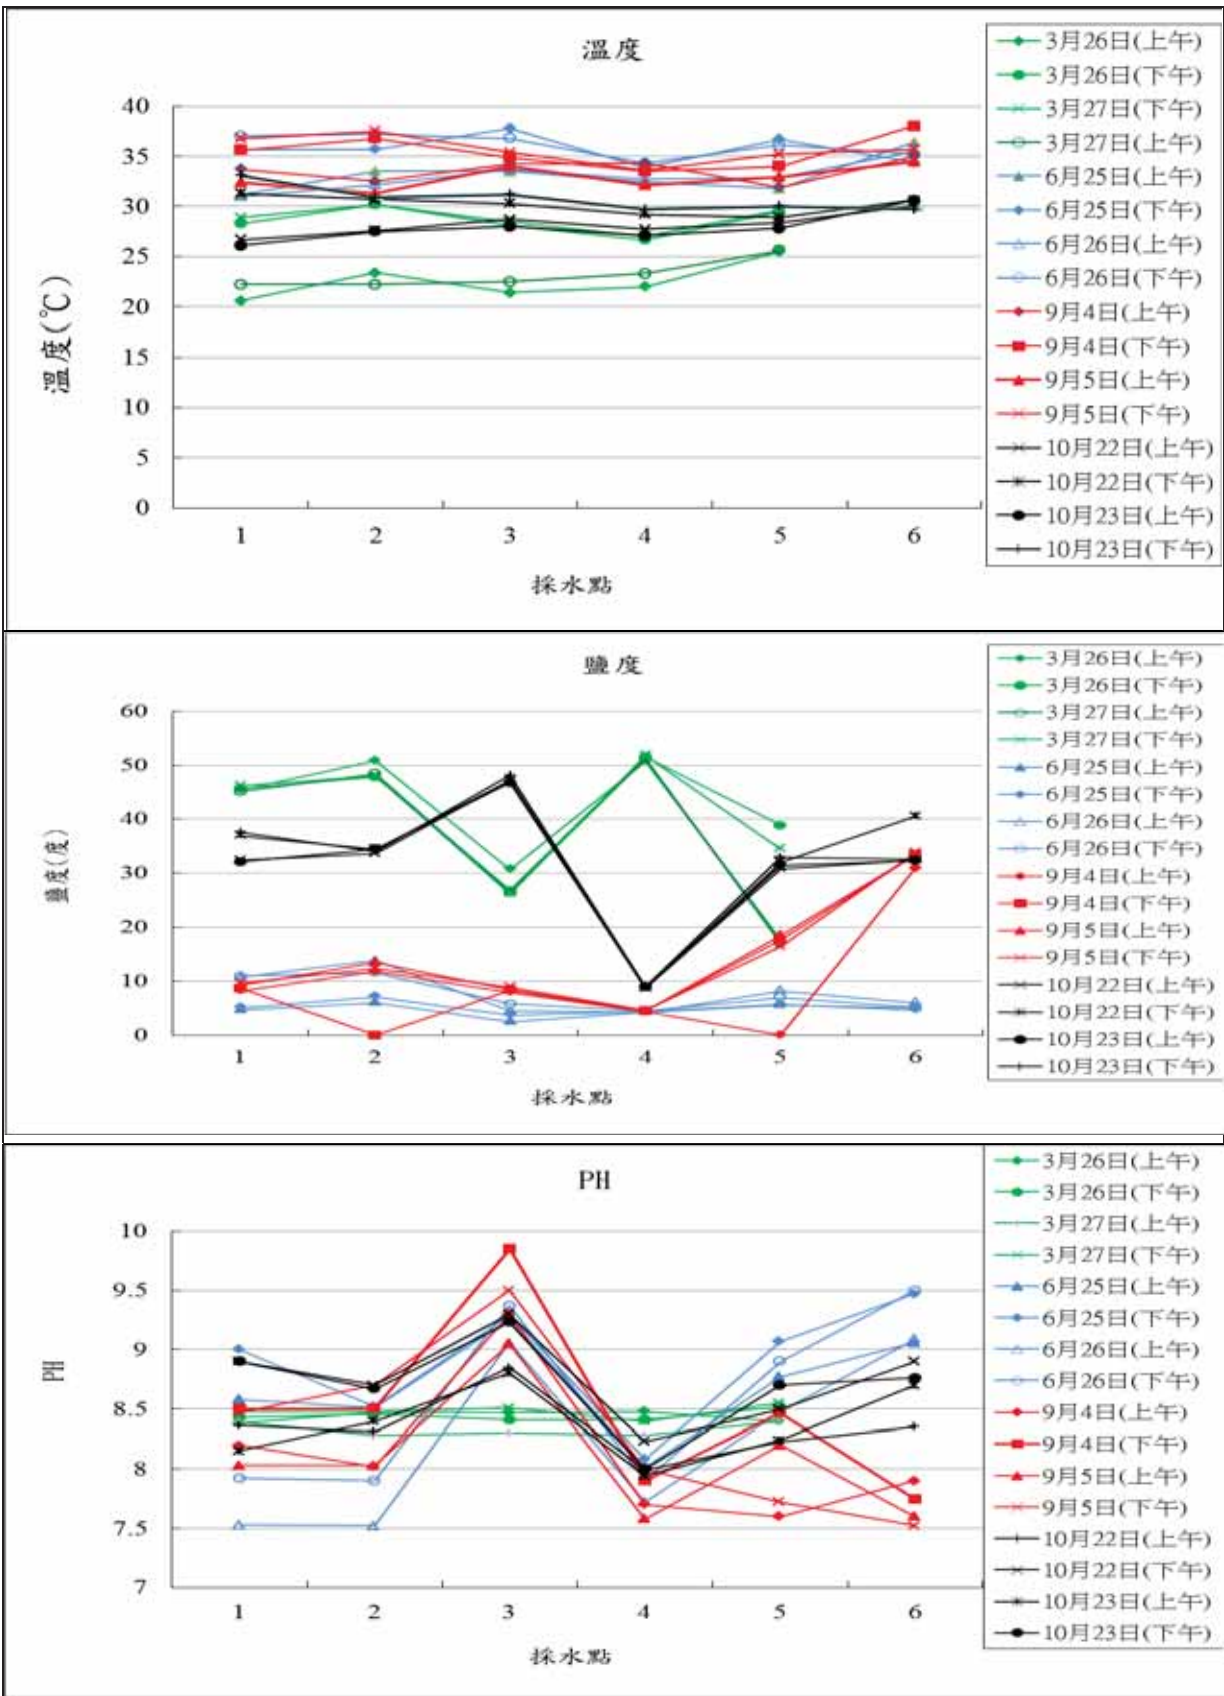 溫度
溫度(℃)
40
35
30
25
20
15
10
5
0
1 2 3 4 5 6
採水點
3月26日(上午)
3月26日(下午)
3月27日(下午)
3月27日(上午)
6月25日(上午)
6月25日(下午)
6月26日(上午)
6月26日(下午)
9月4日(上午)
9月4日(下午)
9月5日(上午)
9月5日(下午)
10月22日(上午)
10月22日(下午)
10月23日(上午)
10月23日(下午)
鹽度
鹽度(度)
60
50
40
30
20
10
0
1 2 3 4 5 6
採水點
3月26日(上午)
3月26日(下午)
3月27日(上午)
3月27日(下午)
6月25日(上午)
6月25日(下午)
6月26日(上午)
6月26日(下午)
9月4日(上午)
9月4日(下午)
9月5日(上午)
9月5日(下午)
10月22日(上午)
10月22日(下午)
10月23日(上午)
10月23日(下午)
PH
PH
10
9.5
9
8.5
8
7.5
7
1 2 3 4 5 6
採水點
3月26日(上午)
3月26日(下午)
3月27日(上午)
3月27日(下午)
6月25日(上午)
6月25日(下午)
6月26日(上午)
6月26日(下午)
9月4日(上午)
9月4日(下午)
9月5日(上午)
9月5日(下午)
10月22日(上午)
10月22日(下午)
10月23日(上午)
10月23日(下午)